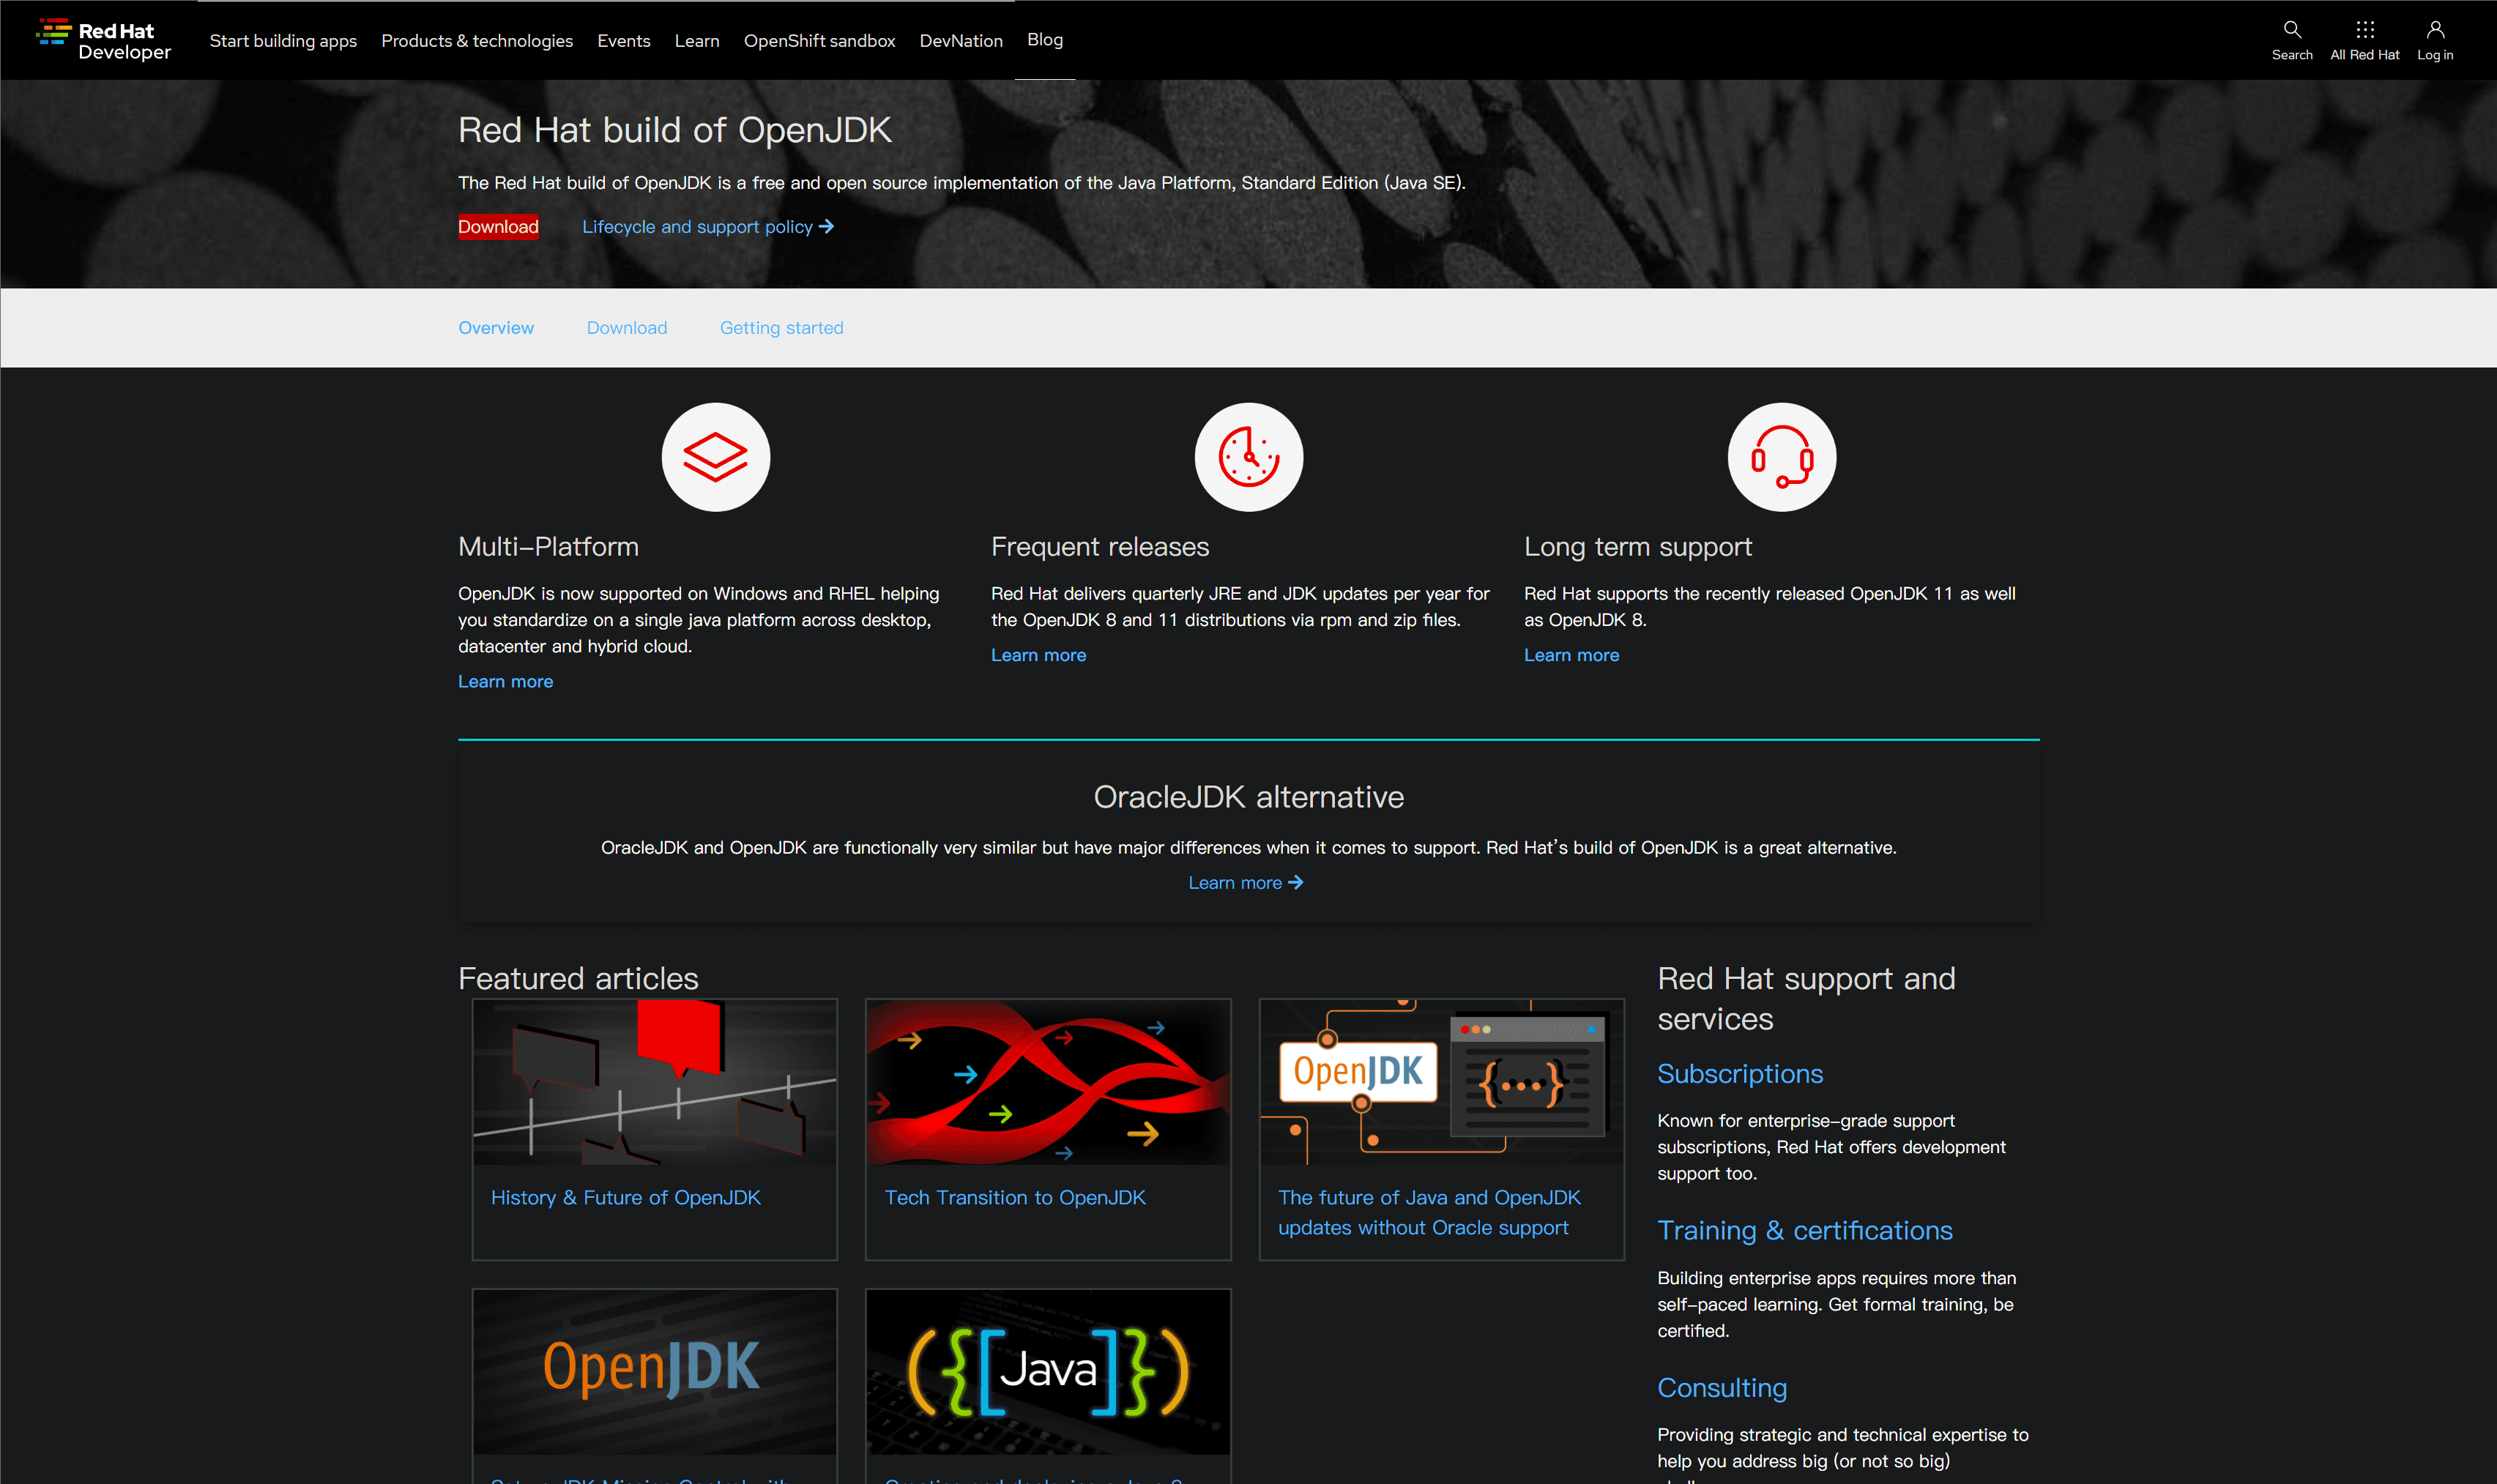 Red Hat
Developer
Start building apps
Products & technologies
Events
Learn
OpenShift sandbox
DevNation
Blog
Search
All Red Hat
Log in
Red Hat build of OpenJDK
The Red Hat build of OpenJDK is a free and open source implementation of the Java Platform, Standard Edition (Java SE).
Download
Lifecycle and support policy
Overview
Download
Getting started
Multi-Platform
OpenJDK is now supported on Windows and RHEL helping
you standardize on a single java platform across desktop,
datacenter and hybrid cloud.
Learn more
Frequent releases
Red Hat delivers quarterly JRE and JDK updates per year for
the OpenJDK 8 and 11 distributions via rpm and zip files.
Learn more
Long term support
Red Hat supports the recently released OpenJDK 11 as well
as OpenJDK 8.
Learn more
OracleJDK alternative
OracleJDK and OpenJDK are functionally very similar but have major differences when it comes to support. Red Hat's build of OpenJDK is a great alternative.
Learn more
Featured articles
History & Future of OpenJDK
Tech Transition to OpenJDK
OpenJDK
{...}
The future of Java and OpenJDK
updates without Oracle support
OpenJDK
({[Java]})
Red Hat support and
services
Subscriptions
Known for enterprise-grade support
subscriptions, Red Hat offers development
support too.
Training & certifications
Building enterprise apps requires more than
self-paced learning. Get formal training, be
certified.
Consulting
Providing strategic and technical expertise to
help you address big (or not so big)